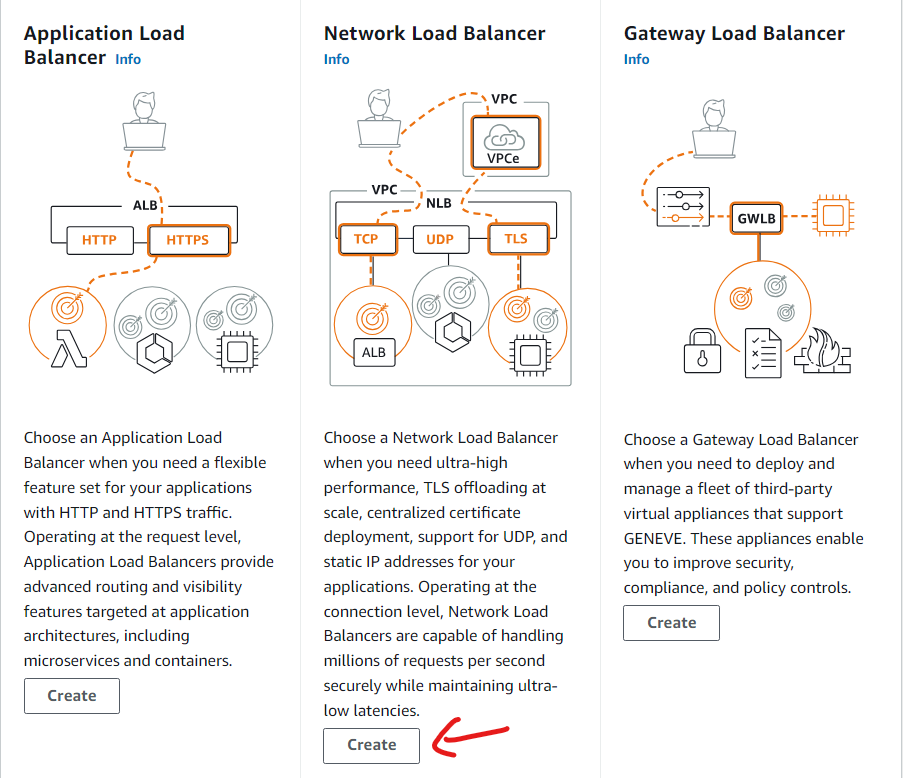 Application Load
Balancer Info
ALB
HTTP
HTTPS
Choose an Application Load
Balancer when you need a flexible
feature set for your applications
with HTTP and HTTPS traffic.
Operating at the request level,
Application Load Balancers provide
advanced routing and visibility
features targeted at application
architectures, including
microservices and containers.
Create
Network Load Balancer
Info
VPC
VPCe
VPC
NLB
TCP
UDP
TLS
ALB
Choose a Network Load Balancer
when you need ultra-high
performance, TLS offloading at
scale, centralized certificate
deployment, support for UDP, and
static IP addresses for your
applications. Operating at the
connection level, Network Load
Balancers are capable of handling
millions of requests per second
securely while maintaining ultra-
low latencies.
Create
Gateway Load Balancer
Info
GWLB
Choose a Gateway Load Balancer
when you need to deploy and
manage a fleet of third-party
virtual appliances that support
GENEVE. These appliances enable
you to improve security,
compliance, and policy controls.
Create